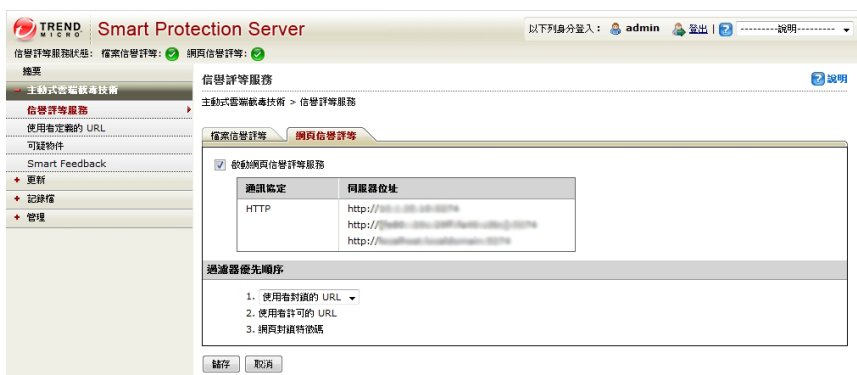 TREND MICRO Smart Protection Server
以下列身分登入： admin 登出 | ---------說明---------
信譽評等服務狀態： 檔案信譽評等： 網頁信譽評等：
摘要
主動式雲端截毒技術
信譽評等服務
使用者定義的 URL
可疑物件
Smart Feedback
更新
記錄檔
管理
信譽評等服務
說明
主動式雲端截毒技術 > 信譽評等服務
檔案信譽評等 網頁信譽評等
啟動網頁信譽評等服務
通訊協定 伺服器位址
HTTP http://
http://
http://
過濾器優先順序
1. 使用者封鎖的 URL
2. 使用者許可的 URL
3. 網頁封鎖特徵碼
儲存 取消